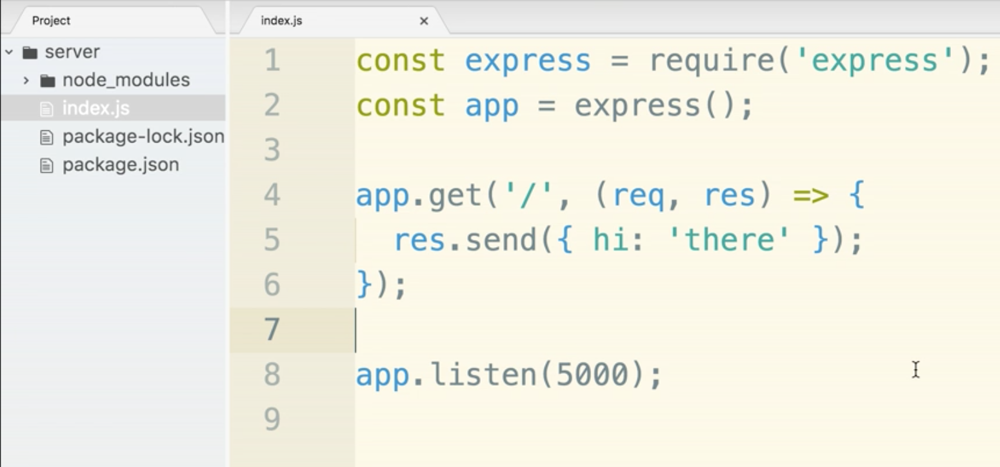 Project
server
node_modules
index.js
package-lock.json
package.json
index.js
1 const express = require('express');
2 const app = express();
3
4 app.get('/', (req, res) => {
5   res.send({ hi: 'there' });
6 });
7
8 app.listen(5000);
9